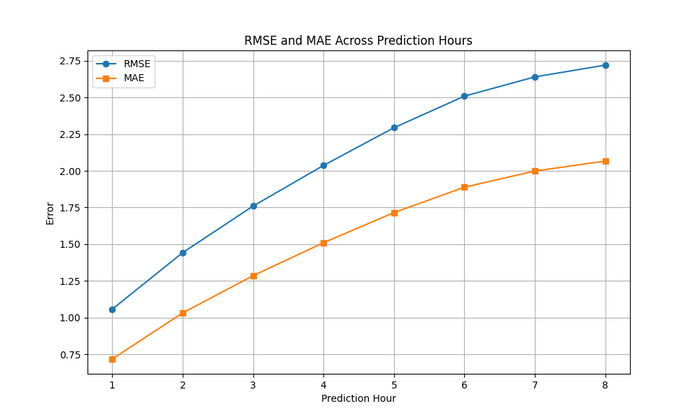 RMSE and MAE Across Prediction Hours
RMSE
MAE
2.75
2.50
2.25
2.00
1.75
1.50
1.25
1.00
0.75
Error
1 2 3 4 5 6 7 8
Prediction Hour